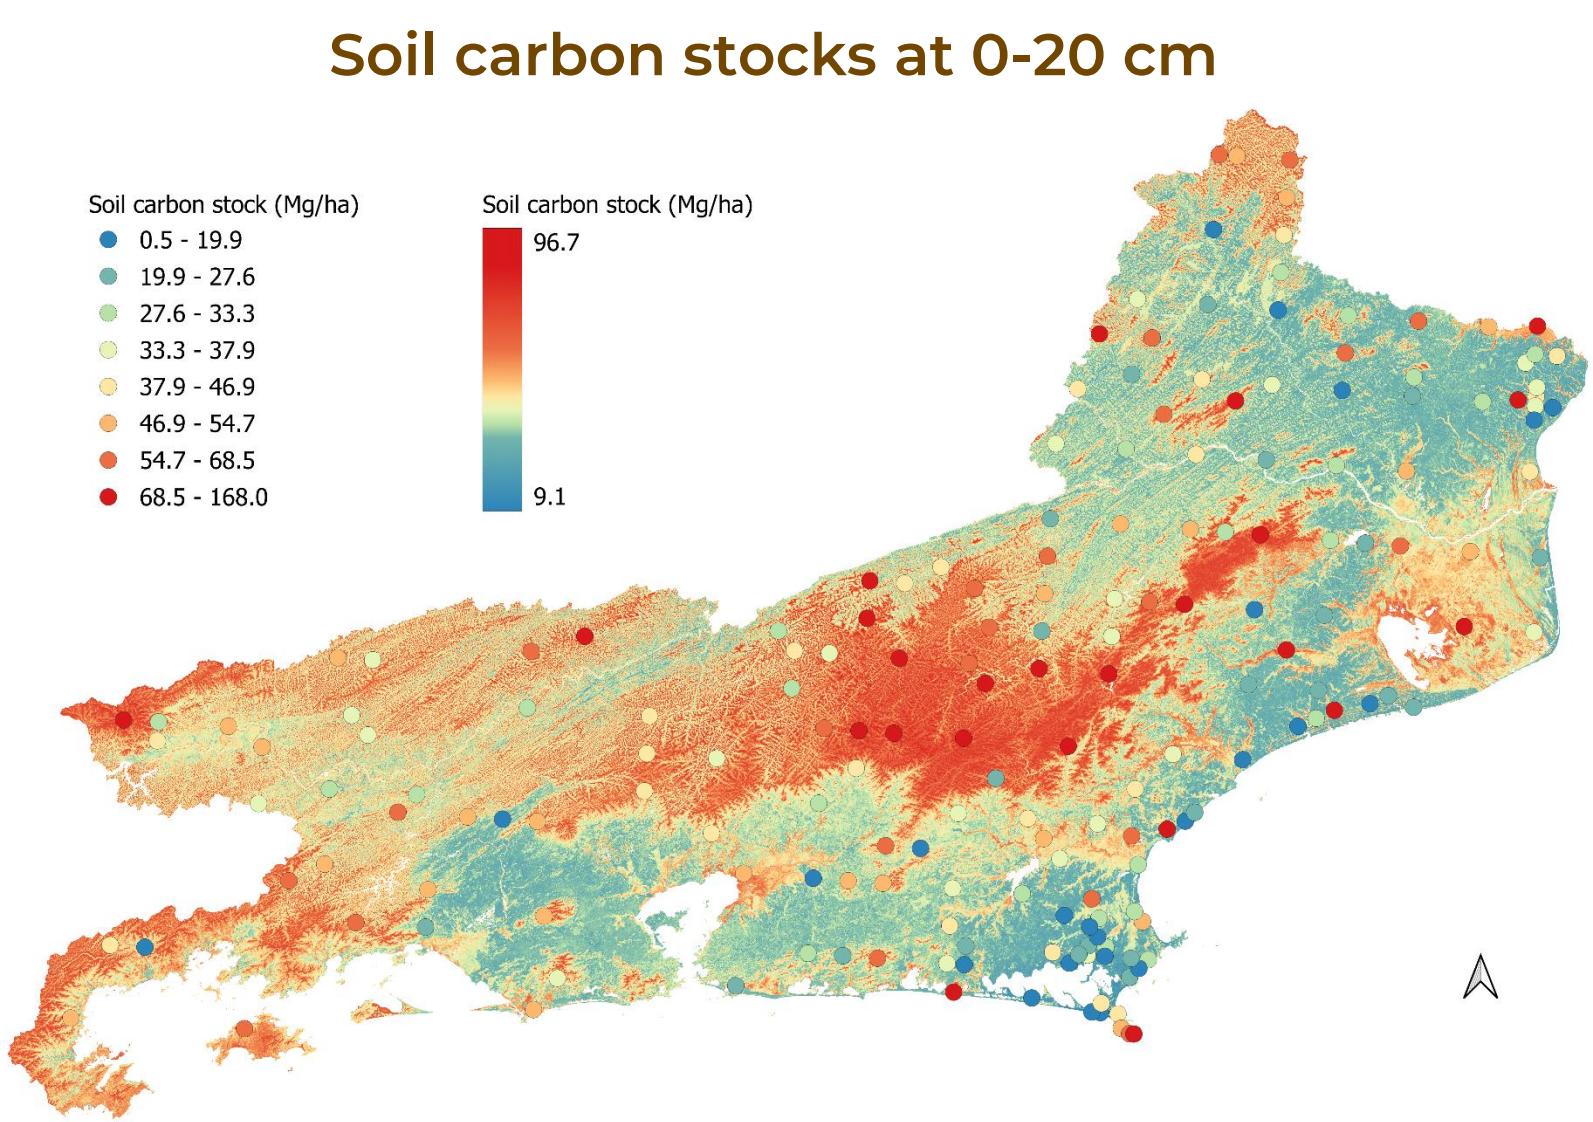 Soil carbon stocks at 0-20 cm
Soil carbon stock (Mg/ha)
0.5 - 19.9
19.9 - 27.6
27.6 - 33.3
33.3 - 37.9
37.9 - 46.9
46.9 - 54.7
54.7 - 68.5
68.5 - 168.0
Soil carbon stock (Mg/ha)
96.7
9.1